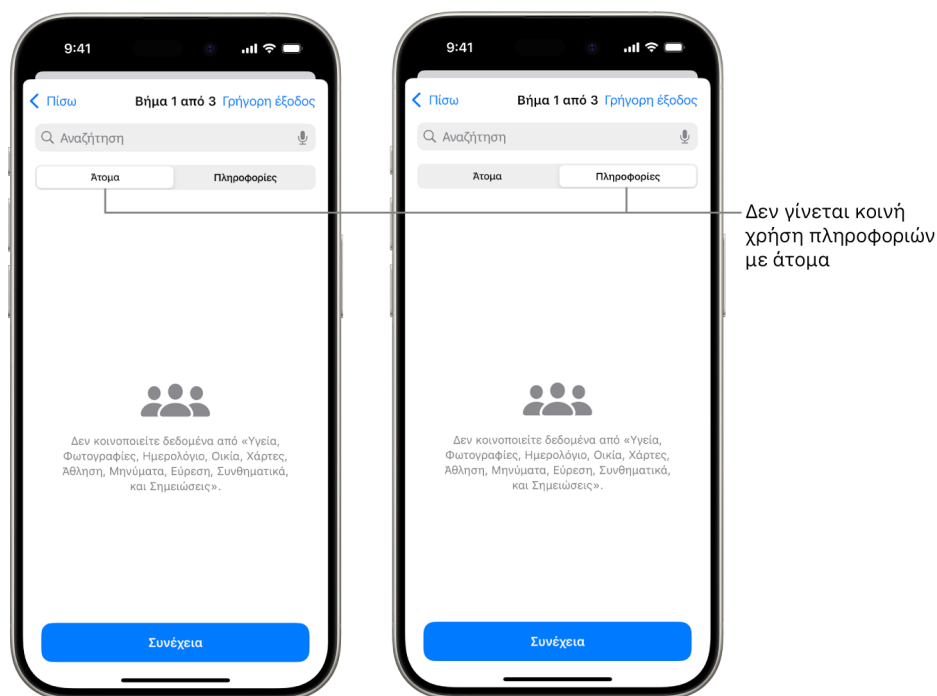 9:41
Πίσω
Βήμα 1 από 3
Γρήγορη έξοδος
Αναζήτηση
Άτομα
Πληροφορίες
Δεν κοινοποιείτε δεδομένα από «Υγεία,
Φωτογραφίες, Ημερολόγιο, Οικία, Χάρτες,
Άθληση, Μηνύματα, Εύρεση, Συνθηματικά,
και Σημειώσεις».
Συνέχεια
9:41
Πίσω
Βήμα 1 από 3
Γρήγορη έξοδος
Αναζήτηση
Άτομα
Πληροφορίες
Δεν κοινοποιείτε δεδομένα από «Υγεία,
Φωτογραφίες, Ημερολόγιο, Οικία, Χάρτες,
Άθληση, Μηνύματα, Εύρεση, Συνθηματικά,
και Σημειώσεις».
Συνέχεια
Δεν γίνεται κοινή
χρήση πληροφοριών
με άτομα